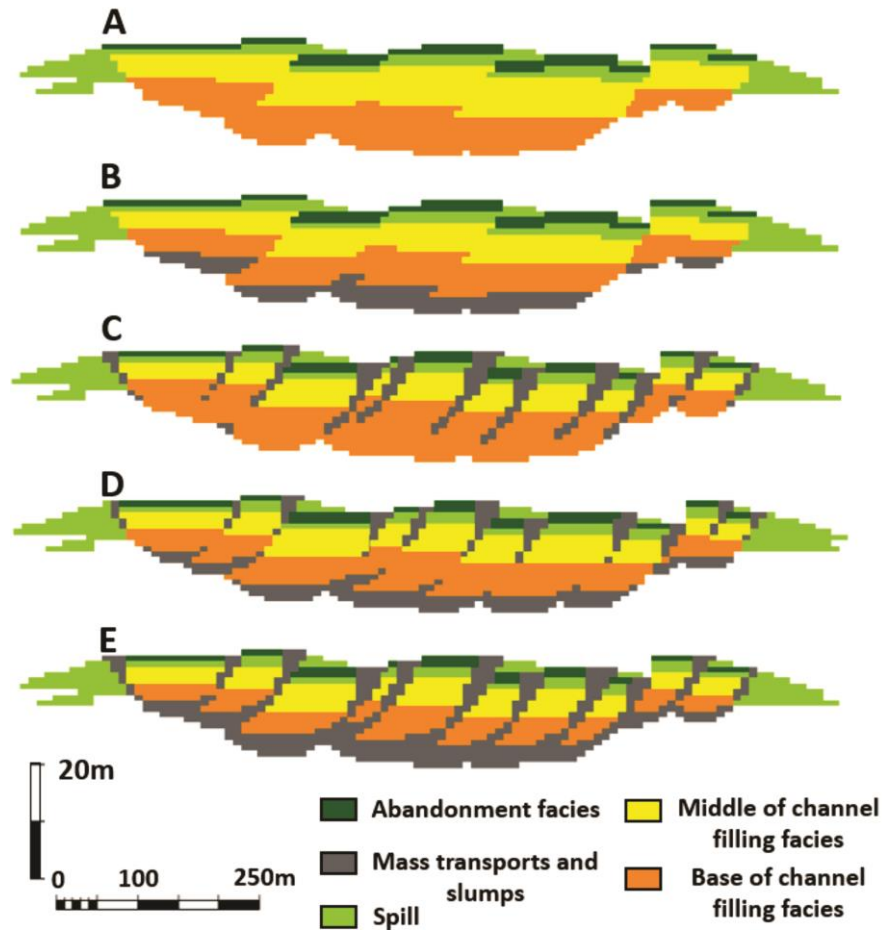 A
B
C
D
E
20m
0 100 250m
Abandonment facies
Mass transports and
slumps
Spill
Middle of channel
filling facies
Base of channel
filling facies